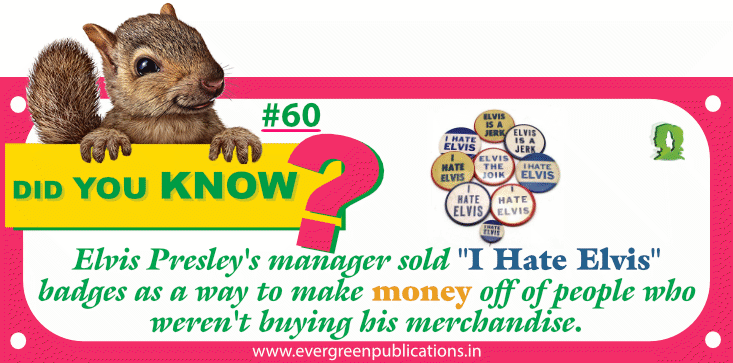 #60
DID YOU KNOW ?
ELVIS
IS A
JERK
I HATE
ELVIS
ELVIS
IS A
JERK
I
HATE
ELVIS
ELVIS
THE
JOIK
I HATE
ELVIS
I
HATE
ELVIS
I
HATE
ELVIS
I HATE
ELVIS
Elvis Presley's manager sold "I Hate Elvis"
badges as a way to make money off of people who
weren't buying his merchandise.
www.evergreenpublications.in